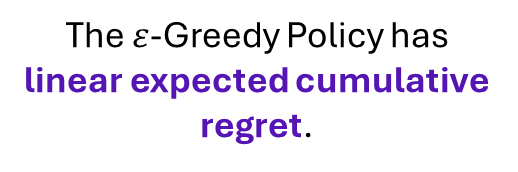 The ε-Greedy Policy has
linear expected cumulative
regret.